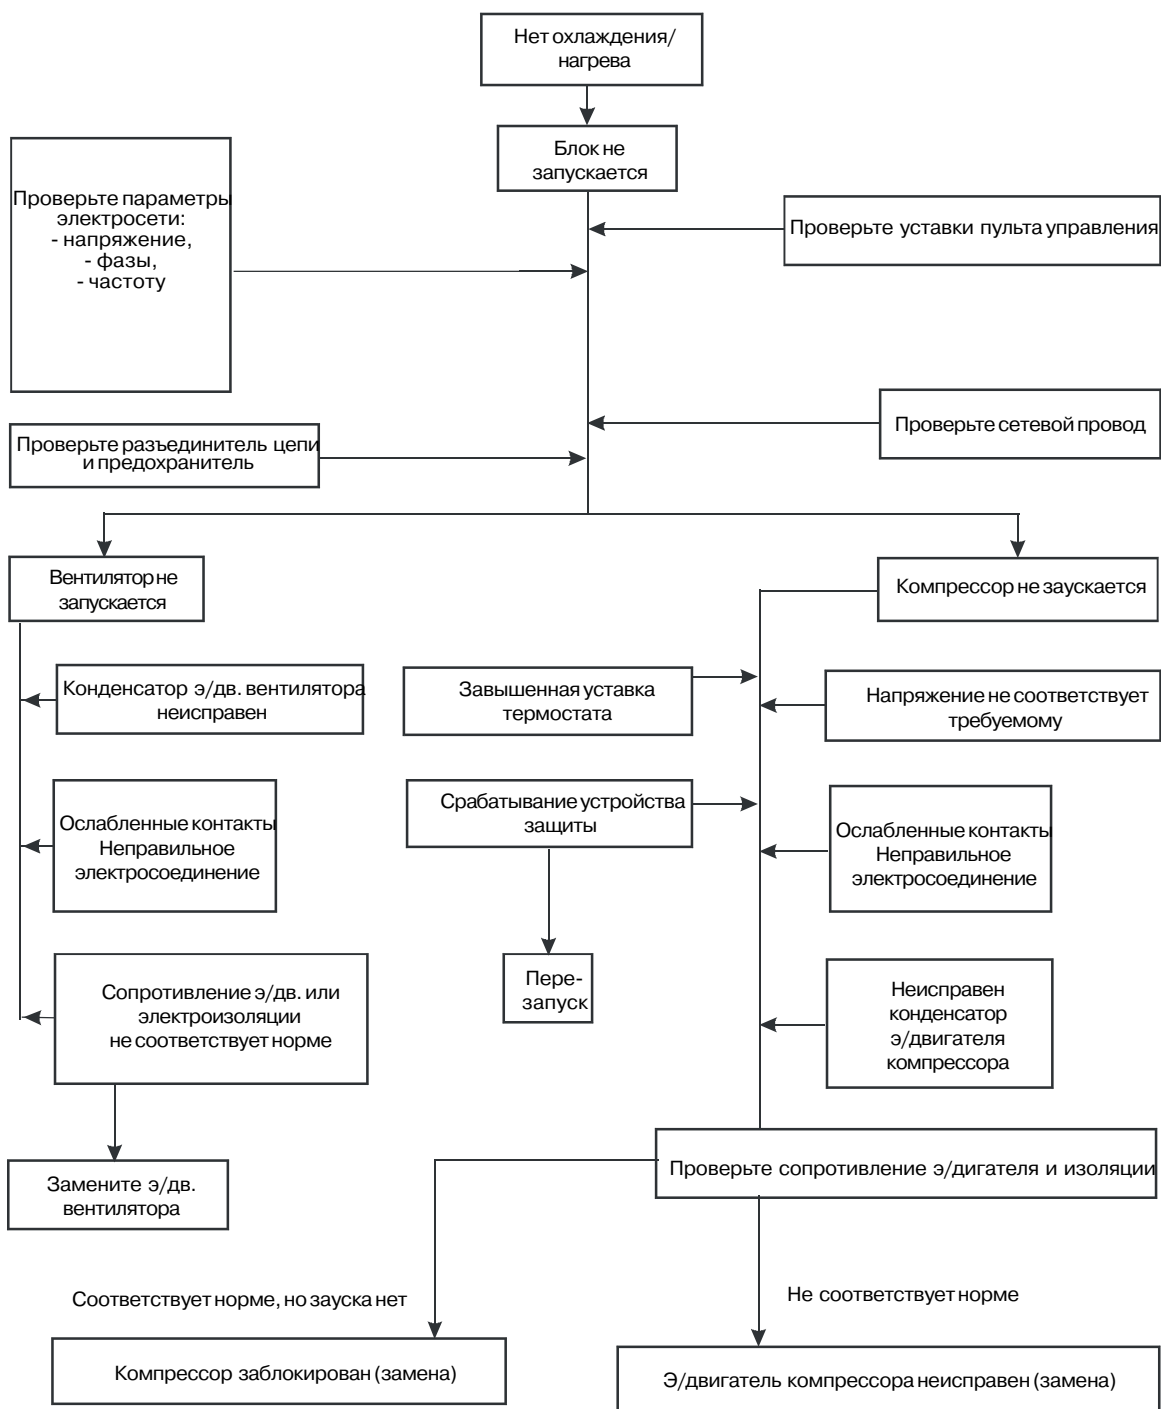 Нет охлаждения/
нагрева
Блок не
запускается
Проверьте параметры
электросети:
- напряжение,
- фазы,
- частоту
Проверьте уставки пульта управления
Проверьте сетевой провод
Проверьте разъединитель цепи
и предохранитель
Вентилятор не
запускается
Компрессор не заускается
Конденсатор э/дв. вентилятора
неисправен
Завышенная уставка
термостата
Напряжение не соответствует
требуемому
Срабатывание устройства
защиты
Ослабленные контакты
Неправильное
электросоединение
Ослабленные контакты
Неправильное
электросоединение
Сопротивление э/дв. или
электроизоляции
не соответствует норме
Пере-
запуск
Неисправен
конденсатор
э/двигателя
компрессора
Проверьте сопротивление э/дигателя и изоляции
Замените э/дв.
вентилятора
Соответствует норме, но зауска нет
Не соответствует норме
Компрессор заблокирован (замена)
Э/двигатель компрессора неисправен (замена)